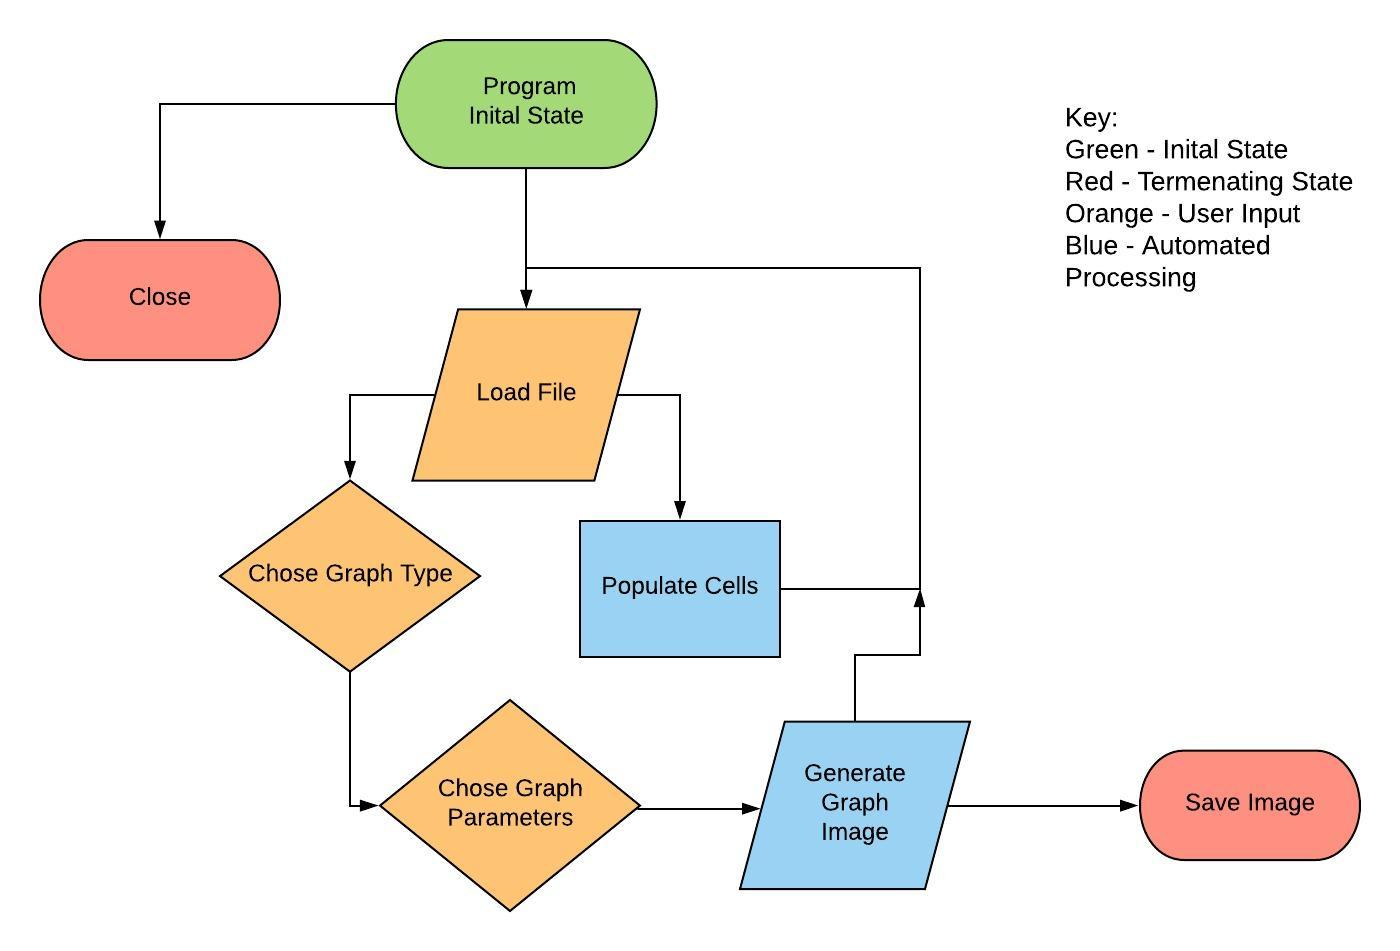 Program
Inital State
Key:
Green - Inital State
Red - Termenating State
Orange - User Input
Blue - Automated
Processing
Close
Load File
Chose Graph Type
Populate Cells
Chose Graph
Parameters
Generate
Graph
Image
Save Image